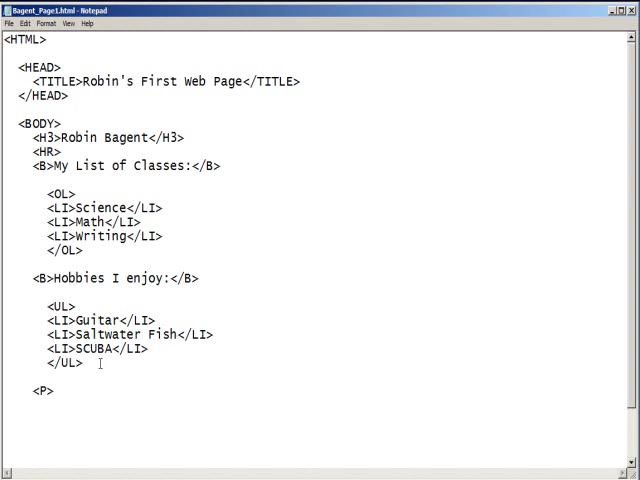 Bagent_Page1.html - Notepad
File Edit Format View Help
<HTML>
<HEAD>
<TITLE>Robin's First Web Page</TITLE>
</HEAD>
<BODY>
<H3>Robin Bagent</H3>
<HR>
<B>My List of Classes:</B>
<OL>
<LI>Science</LI>
<LI>Math</LI>
<LI>Writing</LI>
</OL>
<B>Hobbies I enjoy:</B>
<UL>
<LI>Guitar</LI>
<LI>Saltwater Fish</LI>
<LI>SCUBA</LI>
</UL>
<P>